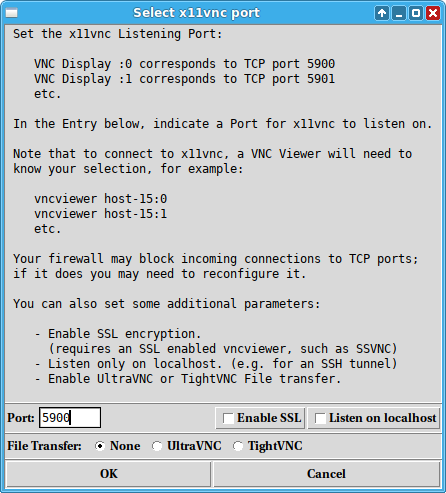 Select x11vnc port
Set the x11vnc Listening Port:
VNC Display :0 corresponds to TCP port 5900
VNC Display :1 corresponds to TCP port 5901
etc.
In the Entry below, indicate a Port for x11vnc to listen on.
Note that to connect to x11vnc, a VNC Viewer will need to
know your selection, for example:
vncviewer host-15:0
vncviewer host-15:1
etc.
Your firewall may block incoming connections to TCP ports;
if it does you may need to reconfigure it.
You can also set some additional parameters:
- Enable SSL encryption.
(requires an SSL enabled vncviewer, such as SSVNC)
- Listen only on localhost. (e.g. for an SSH tunnel)
- Enable UltraVNC or TightVNC File transfer.
Port: 5900 Enable SSL Listen on localhost
File Transfer: None UltraVNC TightVNC
OK Cancel